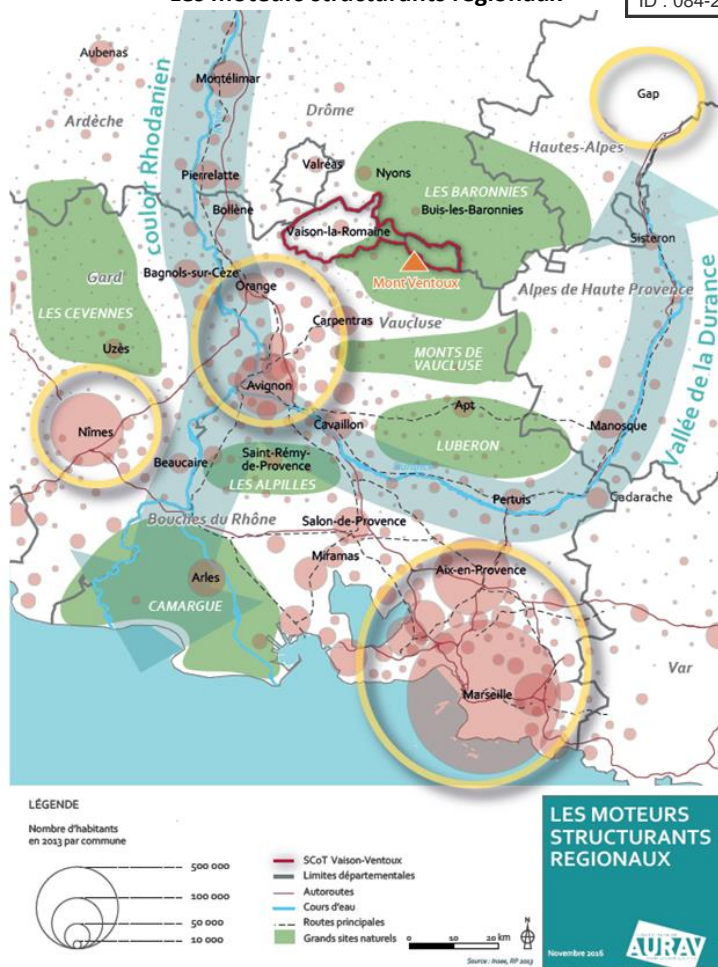 Les moteurs structurants régionaux
ID : 084-2
Aubenas
Montélimar
Ardèche
Drôme
Gap
Hautes-Alpes
couloir Rhodanien
Pierrelatte
Valréas
Nyons
LES BARONNIES
Buis-les-Baronnies
Bollène
Vaison-la-Romaine
Sisteron
Mont Ventoux
Bagnols-sur-Cèze
Orange
Gard
LES CEVENNES
Carpentras
Vaucluse
Alpes de Haute Provence
Vallée de la Durance
Uzès
MONTS DE
VAUCLUSE
Avignon
Nîmes
Cavaillon
Apt
LUBERON
Manosque
Beaucaire
Saint-Rémy-
de-Provence
LES ALPILLES
Pertuis
Cadarache
Bouches du Rhône
Salon-de-Provence
Miramas
Aix-en-Provence
Arles
CAMARGUE
Marseille
Var
LÉGENDE
Nombre d'habitants
en 2013 par commune
500 000
100 000
50 000
10 000
SCoT Vaison-Ventoux
Limites départementales
Autoroutes
Cours d'eau
Routes principales
Grands sites naturels
0 10 20 km
N
Source : Insee, RP 2013
LES MOTEURS
STRUCTURANTS
REGIONAUX
Novembre 2016
AURAV